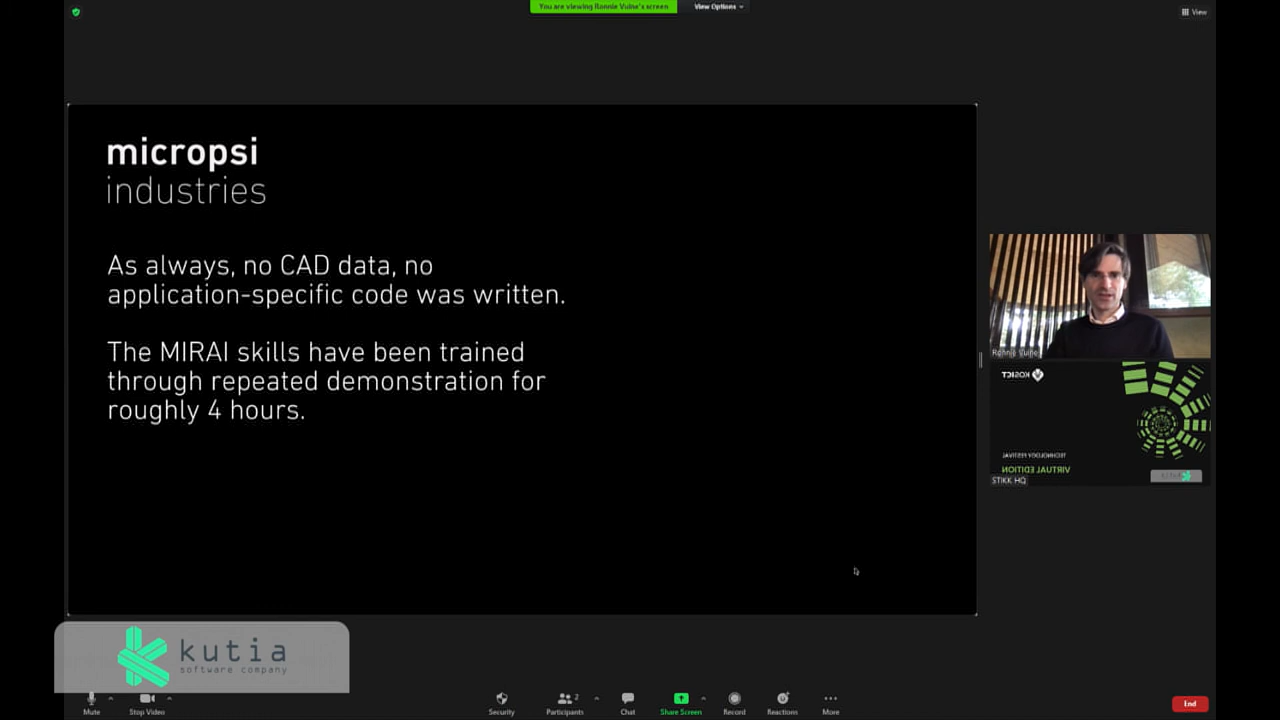 You are viewing Ronnie Vuine's screen
View Options
View
micropsi
industries
As always, no CAD data, no
application-specific code was written.
The MIRAI skills have been trained
through repeated demonstration for
roughly 4 hours.
Ronnie Vuine
KOSICT
TECHNOLOGY FESTIVAL
VIRTUAL EDITION
STIKK HQ
kutia
software company
Mute
Stop Video
Security
Participants
2
Chat
Share Screen
Record
Reactions
More
End